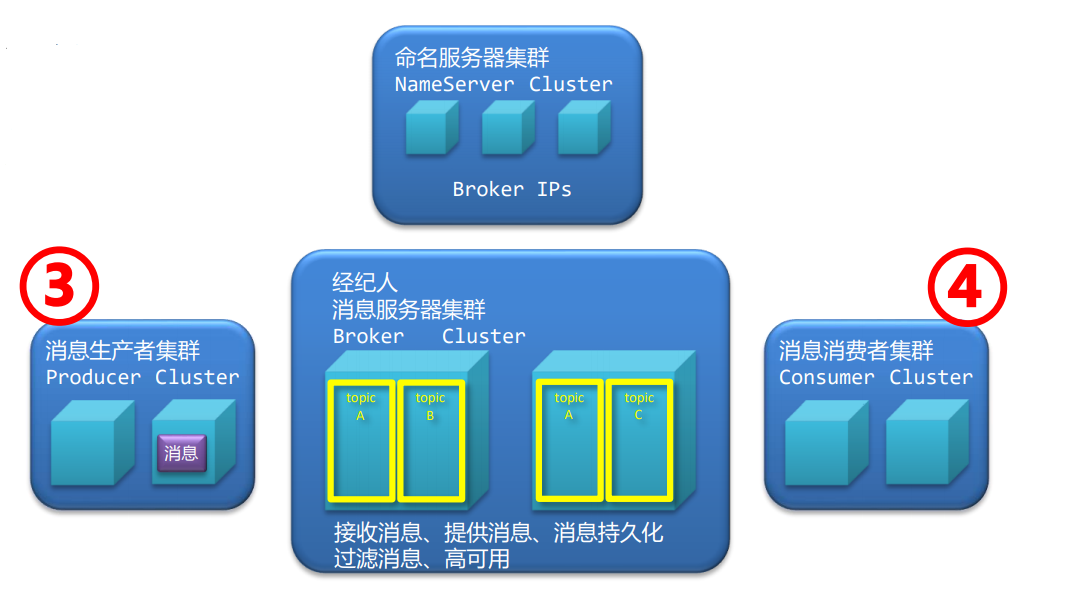 命名服务器集群
NameServer Cluster
Broker IPs
③
消息生产者集群
Producer Cluster
消息
经纪人
消息服务器集群
Broker Cluster
topic
A
topic
B
topic
A
topic
C
接收消息、提供消息、消息持久化
过滤消息、高可用
④
消息消费者集群
Consumer Cluster